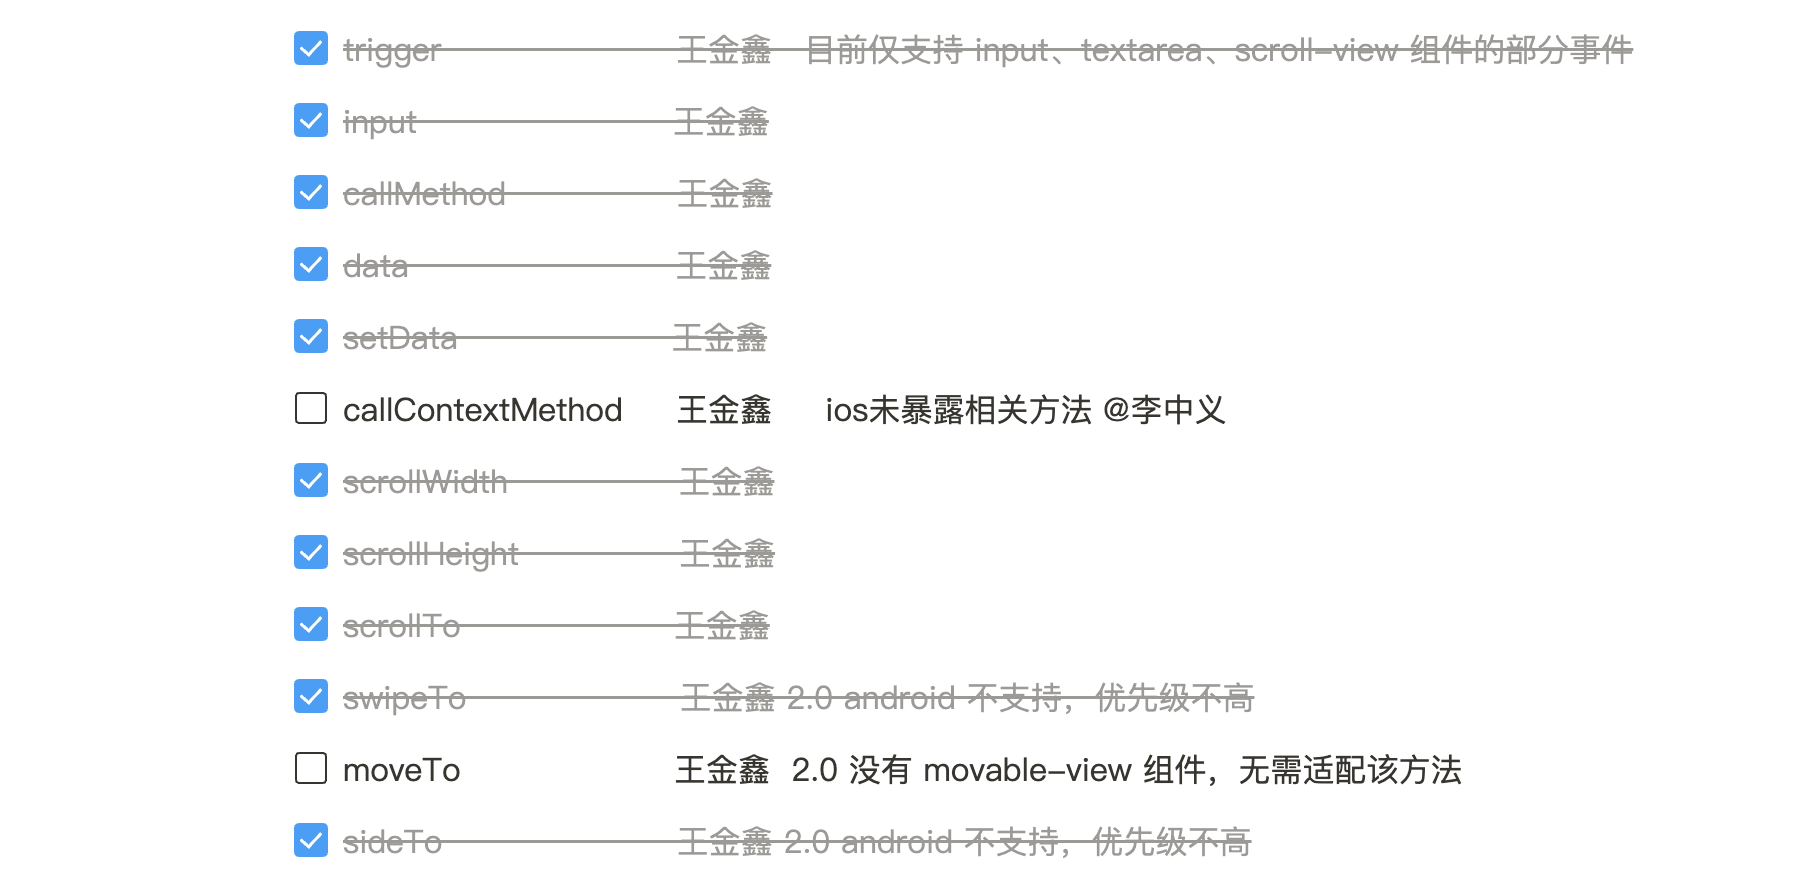 trigger 王金鑫 目前仅支持 input、textarea、scroll-view 组件的部分事件
input 王金鑫
callMethod 王金鑫
data 王金鑫
setData 王金鑫
callContextMethod 王金鑫 ios未暴露相关方法 @李中义
scrollWidth 王金鑫
scrollHeight 王金鑫
scrollTo 王金鑫
swipeTo 王金鑫 2.0 android 不支持，优先级不高
moveTo 王金鑫 2.0 没有 movable-view 组件，无需适配该方法
sideTo 王金鑫 2.0 android 不支持，优先级不高